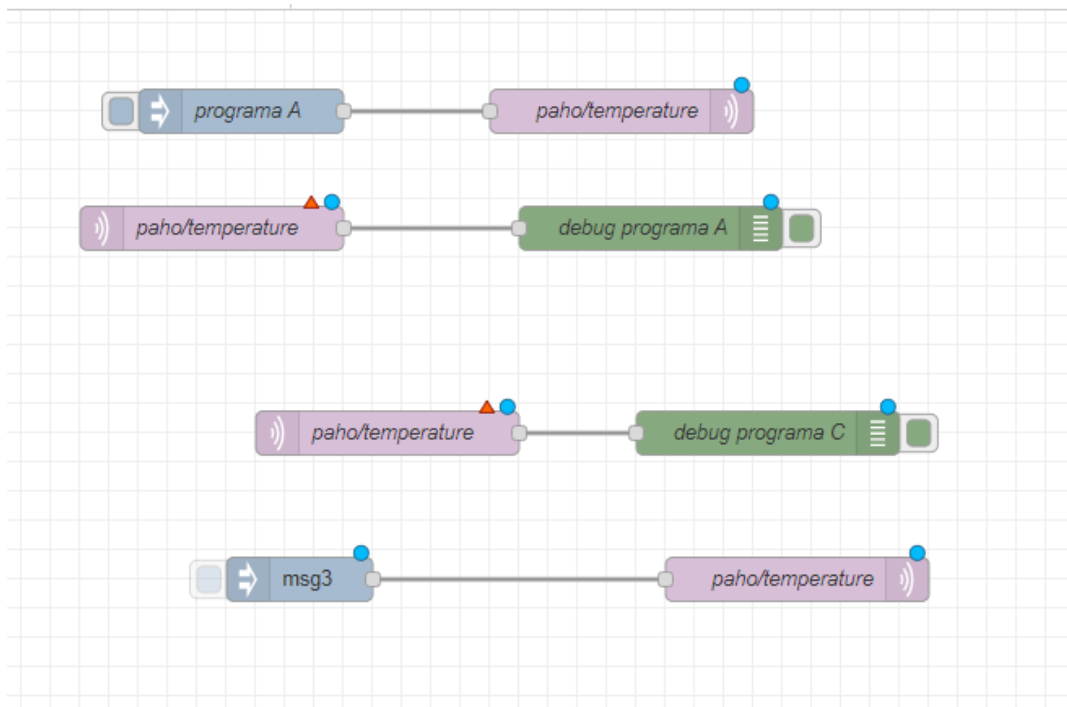 programa A
paho/temperature
paho/temperature
debug programa A
paho/temperature
debug programa C
msg3
paho/temperature